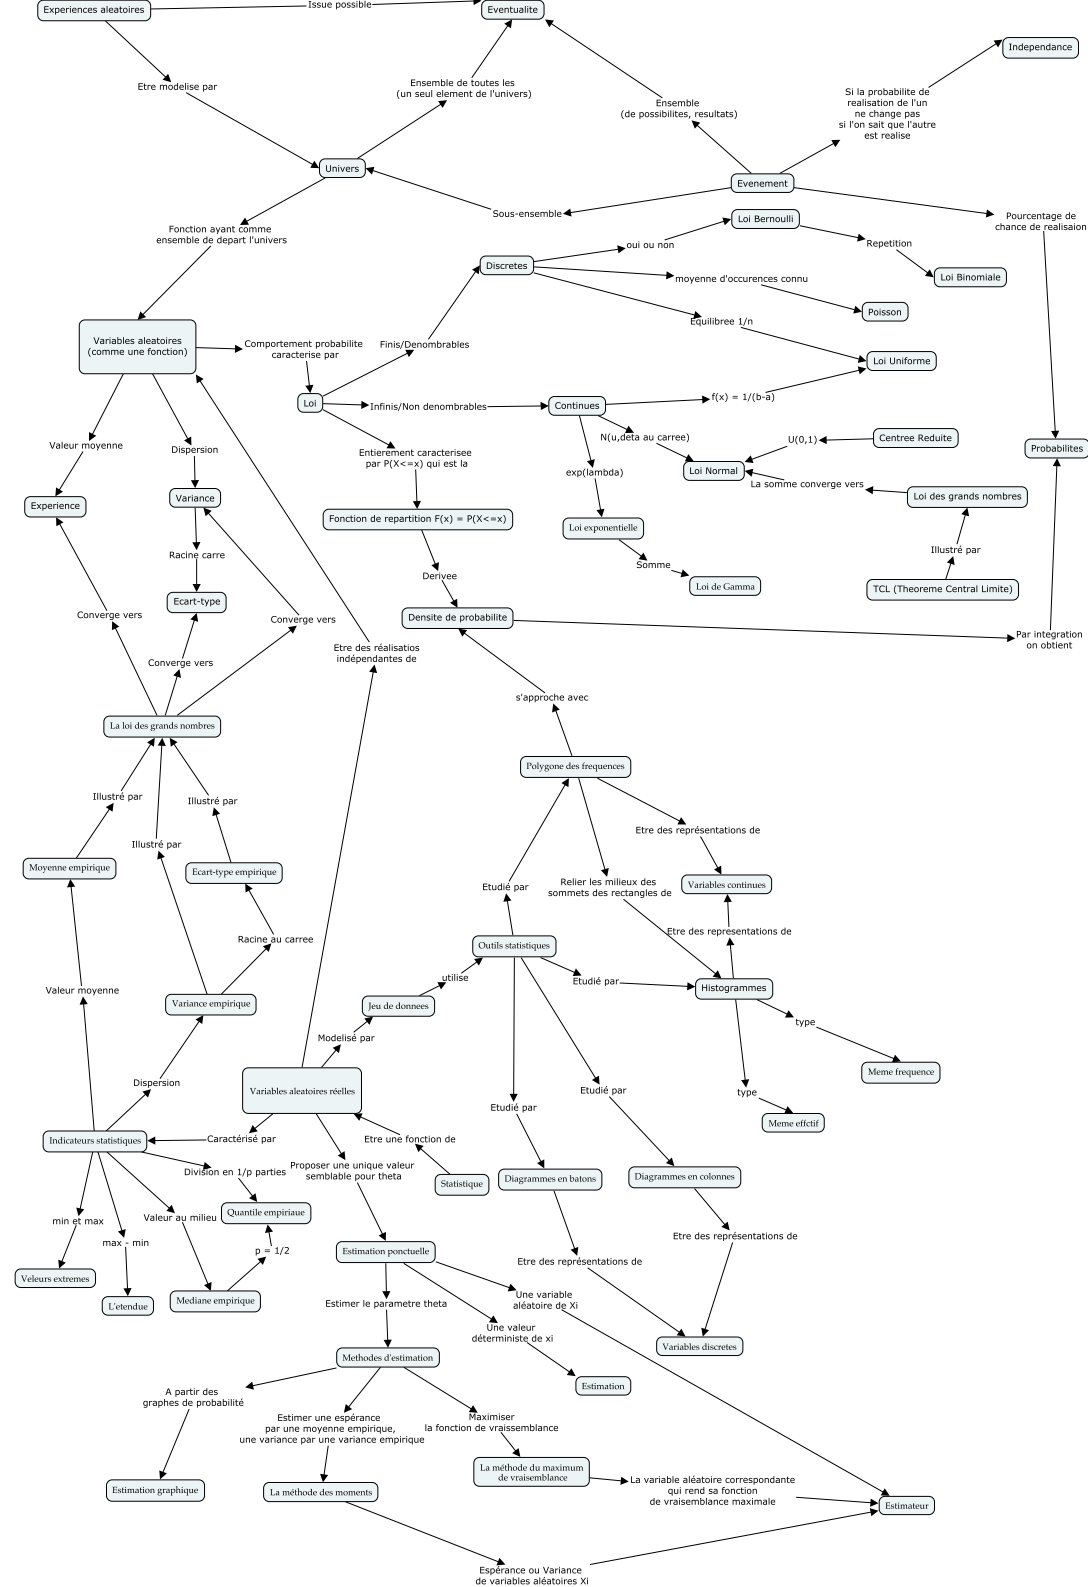 Experiences aleatoires
Issue possible
Eventualite
Independance
Etre modelise par
Ensemble de toutes les
(un seul element de l'univers)
Ensemble
(de possibilites, resultats)
Si la probabilite de
realisation de l'un
ne change pas
si l'on sait que l'autre
est realise
Univers
Evenement
Sous-ensemble
Pourcentage de
chance de realisaion
Fonction ayant comme
ensemble de depart l'univers
Loi Bernoulli
oui ou non
Repetition
Discretes
Loi Binomiale
moyenne d'occurences connu
Poisson
Equilibree 1/n
Variables aleatoires
(comme une fonction)
Comportement probabilite
caracterise par
Finis/Denombrables
Loi Uniforme
Loi
Infinis/Non denombrables
Continues
f(x) = 1/(b-a)
Valeur moyenne
Dispersion
Entierement caracterisee
par P(X<=x) qui est la
N(u,deta au carree)
U(0,1)
Centree Reduite
Probabilites
exp(lambda)
Loi Normal
La somme converge vers
Experience
Variance
Loi des grands nombres
Fonction de repartition F(x) = P(X<=x)
Loi exponentielle
Racine carre
Illustré par
Somme
Derivee
Loi de Gamma
TCL (Theoreme Central Limite)
Ecart-type
Converge vers
Converge vers
Densite de probabilite
Par integration
on obtient
Etre des réalisatios
indépendantes de
Converge vers
s'approche avec
La loi des grands nombres
Polygone des frequences
Illustré par
Illustré par
Illustré par
Etre des représentations de
Moyenne empirique
Ecart-type empirique
Etudié par
Relier les milieux des
sommets des rectangles de
Variables continues
Racine au carree
Outils statistiques
Etre des representations de
Valeur moyenne
Variance empirique
utilise
Etudié par
Histogrammes
Jeu de donnees
type
Modelisé par
Meme frequence
Dispersion
Variables aleatoires réelles
Etudié par
Etudié par
type
Meme effctif
Indicateurs statistiques
Caractérisé par
Etre une fonction de
Division en 1/p parties
Proposer une unique valeur
semblable pour theta
Statistique
Diagrammes en batons
Diagrammes en colonnes
min et max
Valeur au milieu
Quantile empiriaue
max - min
p = 1/2
Estimation ponctuelle
Etre des représentations de
Etre des représentations de
Veleurs extremes
L'etendue
Mediane empirique
Estimer le parametre theta
Une variable
aléatoire de Xi
Une valeur
déterministe de xi
Variables discretes
Methodes d'estimation
Estimation
A partir des
graphes de probabilité
Estimer une espérance
par une moyenne empirique,
une variance par une variance empirique
Maximiser
la fonction de vraissemblance
La méthode du maximum
de vraisemblance
Estimation graphique
La méthode des moments
La variable aléatoire correspondante
qui rend sa fonction
de vraisemblance maximale
Estimateur
Espérance ou Variance
de variables aléatoires Xi